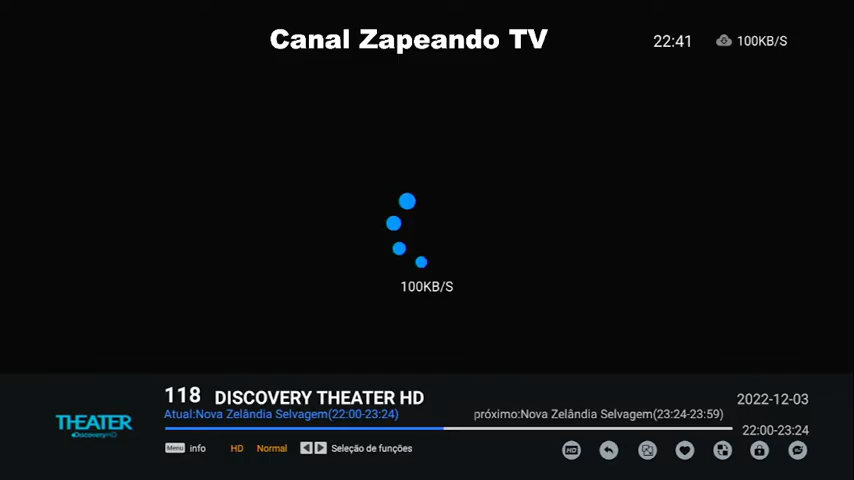 Canal Zapeando TV
22:41
100KB/S
100KB/S
118 DISCOVERY THEATER HD
2022-12-03
Atual:Nova Zelândia Selvagem(22:00-23:24)
próximo:Nova Zelândia Selvagem(23:24-23:59)
THEATER
DiscoveryHD
22:00-23:24
Menu info HD Normal Seleção de funções
HD